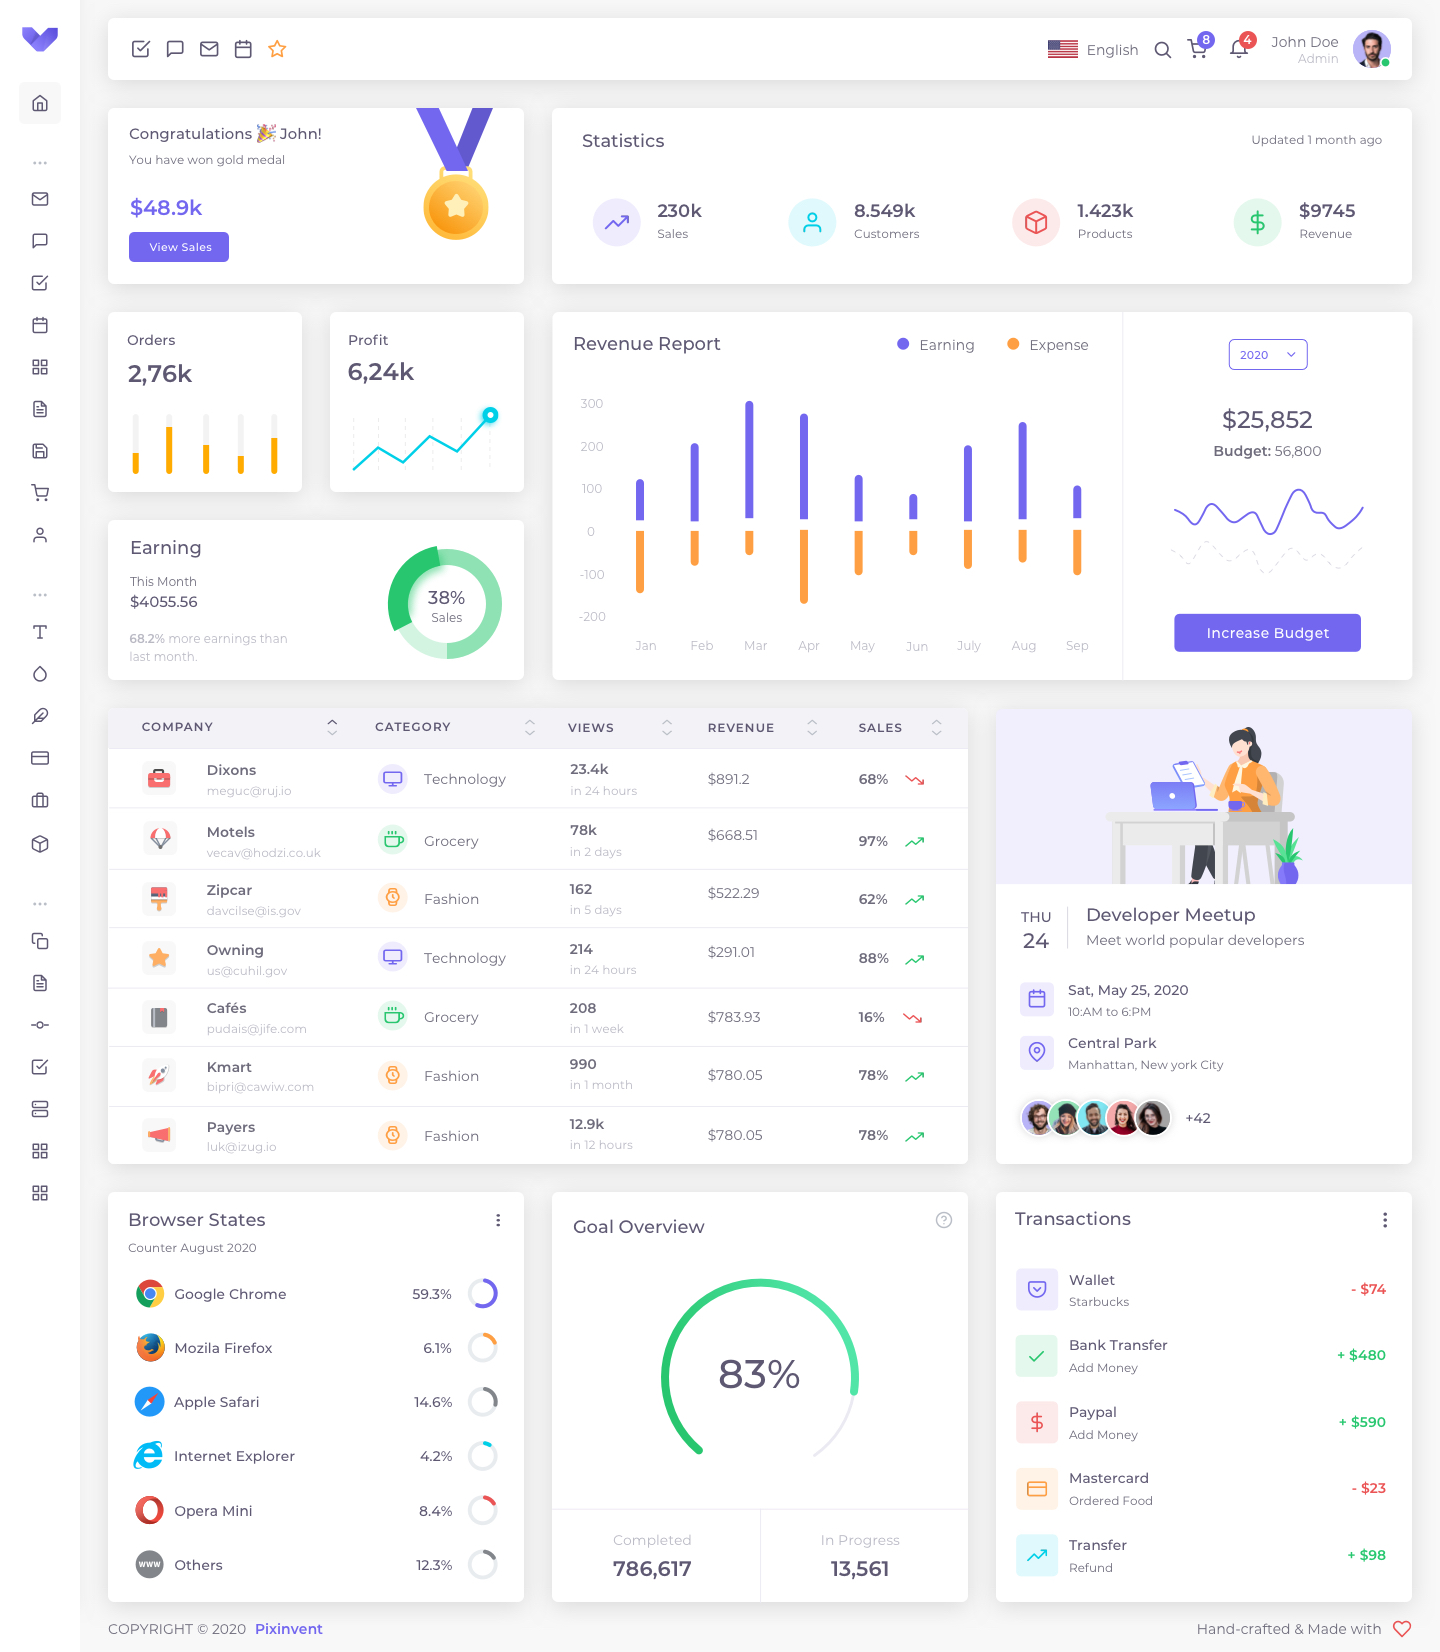 English
8
4
John Doe
Admin
Congratulations 🎉 John!
You have won gold medal
$48.9k
View Sales
Statistics
Updated 1 month ago
230k
Sales
8.549k
Customers
1.423k
Products
$9745
Revenue
Orders
2,76k
Profit
6,24k
Revenue Report
Earning
Expense
300
200
100
0
-100
-200
Jan Feb Mar Apr May Jun July Aug Sep
2020
$25,852
Budget: 56,800
Increase Budget
Earning
This Month
$4055.56
68.2% more earnings than
last month.
38%
Sales
COMPANY CATEGORY VIEWS REVENUE SALES
Dixons
meguc@ruj.io
Technology
23.4k
in 24 hours
$891.2
68%
Motels
vecav@hodzi.co.uk
Grocery
78k
in 2 days
$668.51
97%
Zipcar
davcilse@is.gov
Fashion
162
in 5 days
$522.29
62%
Owning
us@cuhil.gov
Technology
214
in 24 hours
$291.01
88%
Cafés
pudais@jife.com
Grocery
208
in 1 week
$783.93
16%
Kmart
bipri@cawiw.com
Fashion
990
in 1 month
$780.05
78%
Payers
luk@izug.io
Fashion
12.9k
in 12 hours
$780.05
78%
THU
24
Developer Meetup
Meet world popular developers
Sat, May 25, 2020
10:AM to 6:PM
Central Park
Manhattan, New york City
+42
Browser States
Counter August 2020
Google Chrome 59.3%
Mozila Firefox 6.1%
Apple Safari 14.6%
Internet Explorer 4.2%
Opera Mini 8.4%
www Others 12.3%
Goal Overview
83%
Completed
786,617
In Progress
13,561
Transactions
Wallet
Starbucks
- $74
Bank Transfer
Add Money
+ $480
Paypal
Add Money
+ $590
Mastercard
Ordered Food
- $23
Transfer
Refund
+ $98
COPYRIGHT © 2020 Pixinvent
Hand-crafted & Made with